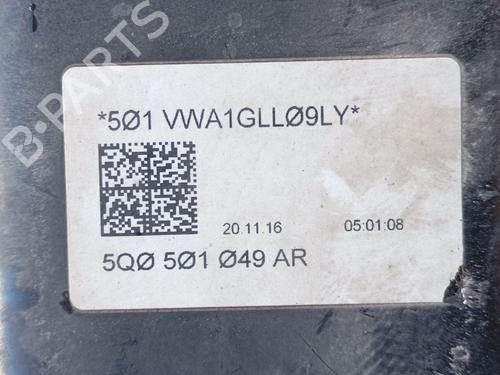 B-PARTS
*5Ø1 VWA1GLLØ9LY*
20.11.16 05:01:08
5QØ 5Ø1 Ø49 AR